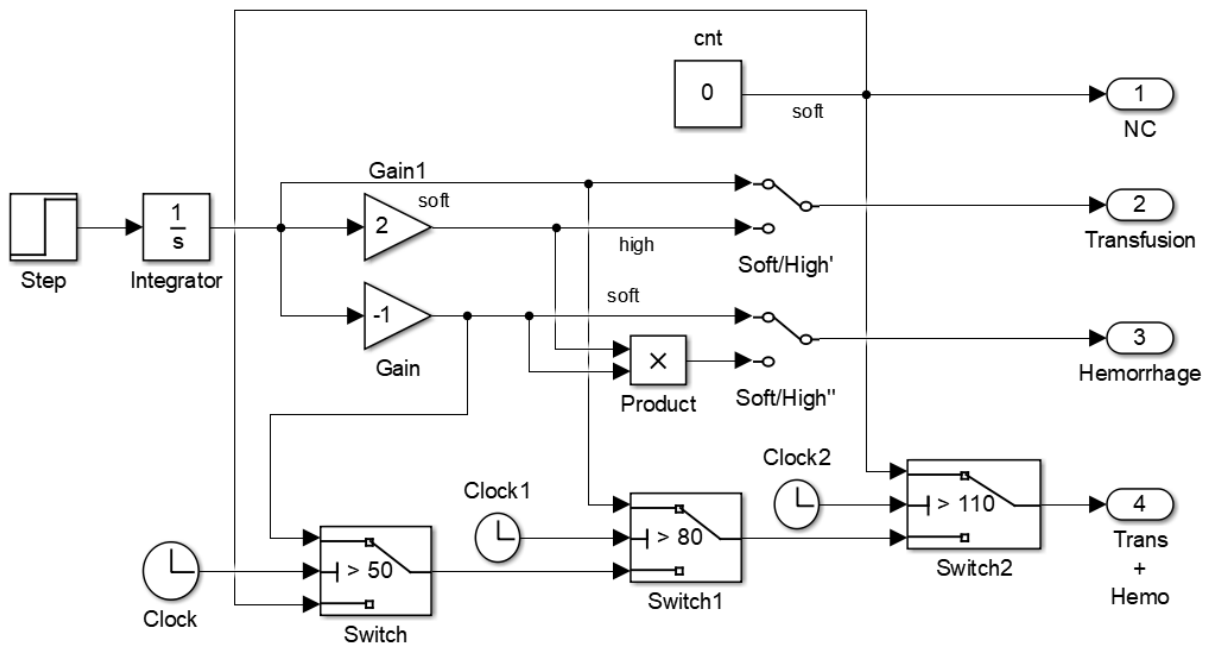 cnt
0
soft
1
NC
Gain1
soft
2
high
Soft/High'
2
Transfusion
Step
1
s
Integrator
-1
Gain
soft
×
Product
Soft/High"
3
Hemorrhage
Clock
> 50
Switch
Clock1
> 80
Switch1
Clock2
> 110
Switch2
4
Trans
+
Hemo